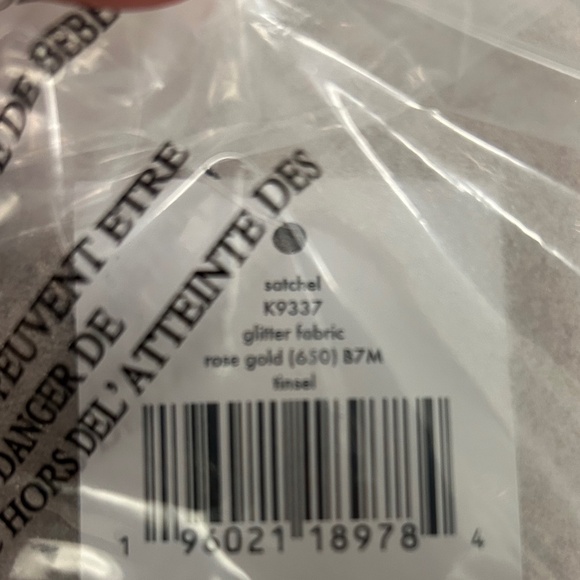 DE BEBE
PEUVENT ETRE
DANGER DE
HORS DEL' ATTEINTE DES
satchel
K9337
glitter fabric
rose gold (650) B7M
tinsel
1 96021 18978 4